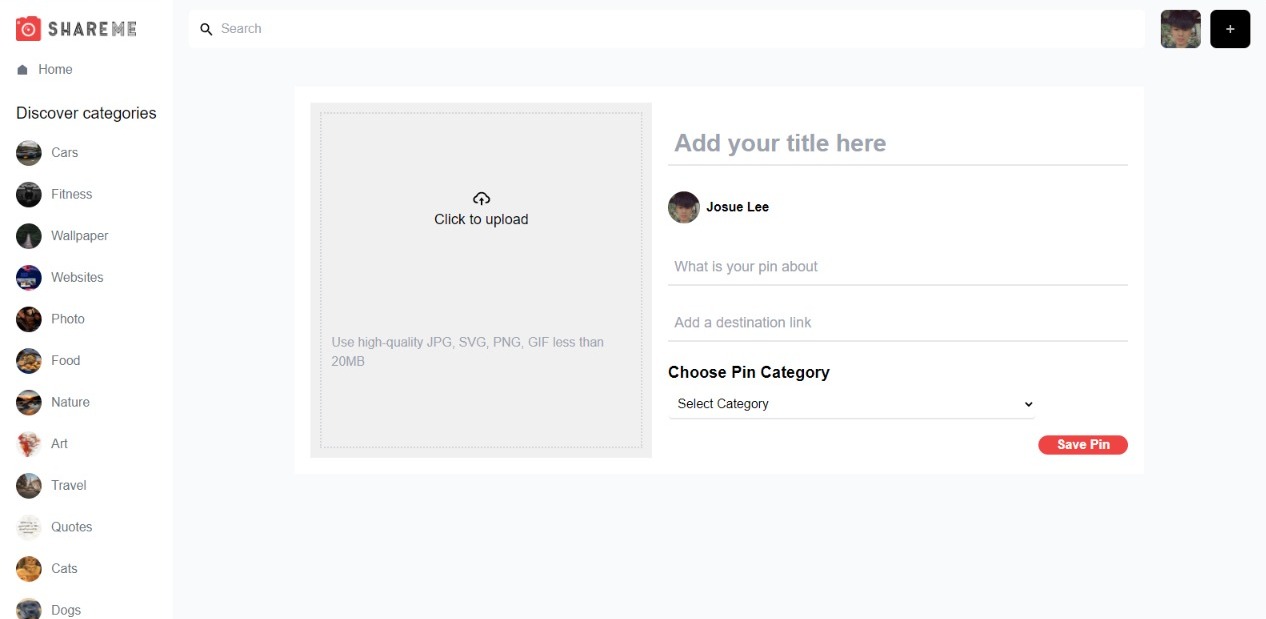 SHAREME
Home
Discover categories
Cars
Fitness
Wallpaper
Websites
Photo
Food
Nature
Art
Travel
Quotes
Cats
Dogs
Search
+
Click to upload
Use high-quality JPG, SVG, PNG, GIF less than
20MB
Add your title here
Josue Lee
What is your pin about
Add a destination link
Choose Pin Category
Select Category
Save Pin